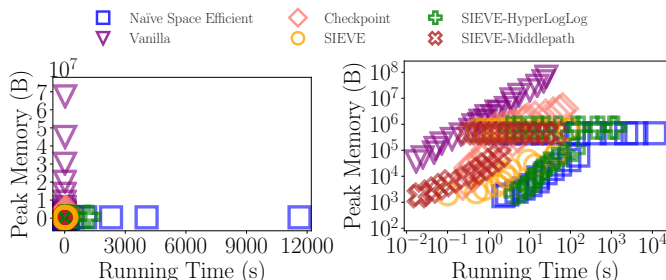 Naïve Space Efficient Checkpoint SIEVE-HyperLogLog
Vanilla SIEVE SIEVE-Middlepath
10^7
Peak Memory (B)
7
6
5
4
3
2
1
0
0 3000 6000 9000 12000
Running Time (s)
Peak Memory (B)
10^8
10^7
10^6
10^5
10^4
10^3
10^2
10^−2 10^−1 10^0 10^1 10^2 10^3 10^4
Running Time (s)